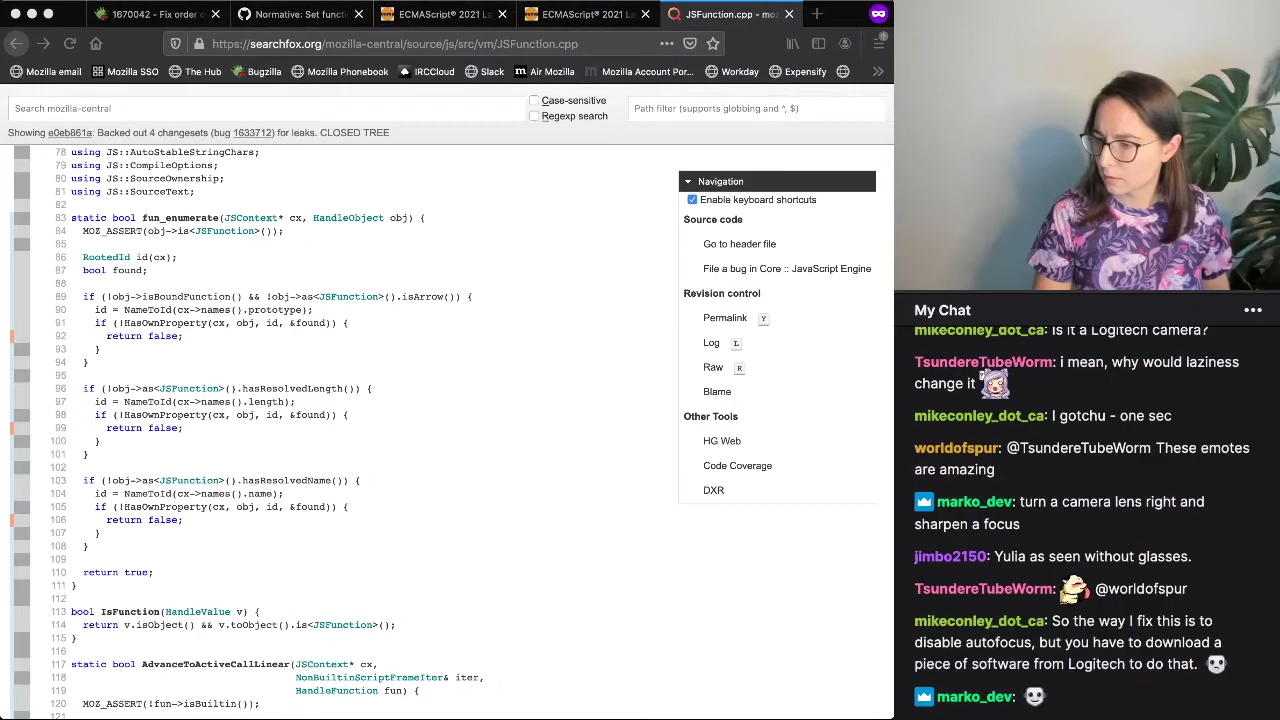 1670042 - Fix order o
Normative: Set function
ECMAScript® 2021 La
ECMAScript® 2021 La
JSFunction.cpp - moz
https://searchfox.org/mozilla-central/source/js/src/vm/JSFunction.cpp
Mozilla email
Mozilla SSO
The Hub
Bugzilla
Mozilla Phonebook
IRCCloud
Slack
Air Mozilla
Mozilla Account Por...
Workday
Expensify
Search mozilla-central
Case-sensitive
Regexp search
Path filter (supports globbing and ^, $)
Showing e0eb861a: Backed out 4 changesets (bug 1633712) for leaks. CLOSED TREE
78 using JS::AutoStableStringChars;
79 using JS::CompileOptions;
80 using JS::SourceOwnership;
81 using JS::SourceText;
82
83 static bool fun_enumerate(JSContext* cx, HandleObject obj) {
84 MOZ_ASSERT(obj->is<JSFunction>());
85
86 RootedId id(cx);
87 bool found;
88
89 if (!obj->isBoundFunction() && !obj->as<JSFunction>().isArrow()) {
90 id = NameToId(cx->names().prototype);
91 if (!HasOwnProperty(cx, obj, id, &found)) {
92 return false;
93 }
94 }
95
96 if (!obj->as<JSFunction>().hasResolvedLength()) {
97 id = NameToId(cx->names().length);
98 if (!HasOwnProperty(cx, obj, id, &found)) {
99 return false;
100 }
101 }
102
103 if (!obj->as<JSFunction>().hasResolvedName()) {
104 id = NameToId(cx->names().name);
105 if (!HasOwnProperty(cx, obj, id, &found)) {
106 return false;
107 }
108 }
109
110 return true;
111 }
112
113 bool IsFunction(HandleValue v) {
114 return v.isObject() && v.toObject().is<JSFunction>();
115 }
116
117 static bool AdvanceToActiveCallLinear(JSContext* cx,
118 NonBuiltinScriptFrameIter& iter,
119 HandleFunction fun) {
120 MOZ_ASSERT(!fun->isBuiltin());
121
Navigation
Enable keyboard shortcuts
Source code
Go to header file
File a bug in Core :: JavaScript Engine
Revision control
Permalink Y
Log L
Raw R
Blame
Other Tools
HG Web
Code Coverage
DXR
My Chat
mikeconley_dot_ca: Is it a Logitech camera?
TsundereTubeWorm: i mean, why would laziness
change it
mikeconley_dot_ca: I gotchu - one sec
worldofspur: @TsundereTubeWorm These emotes
are amazing
marko_dev: turn a camera lens right and
sharpen a focus
jimbo2150: Yulia as seen without glasses.
TsundereTubeWorm: @worldofspur
mikeconley_dot_ca: So the way I fix this is to
disable autofocus, but you have to download a
piece of software from Logitech to do that.
marko_dev: